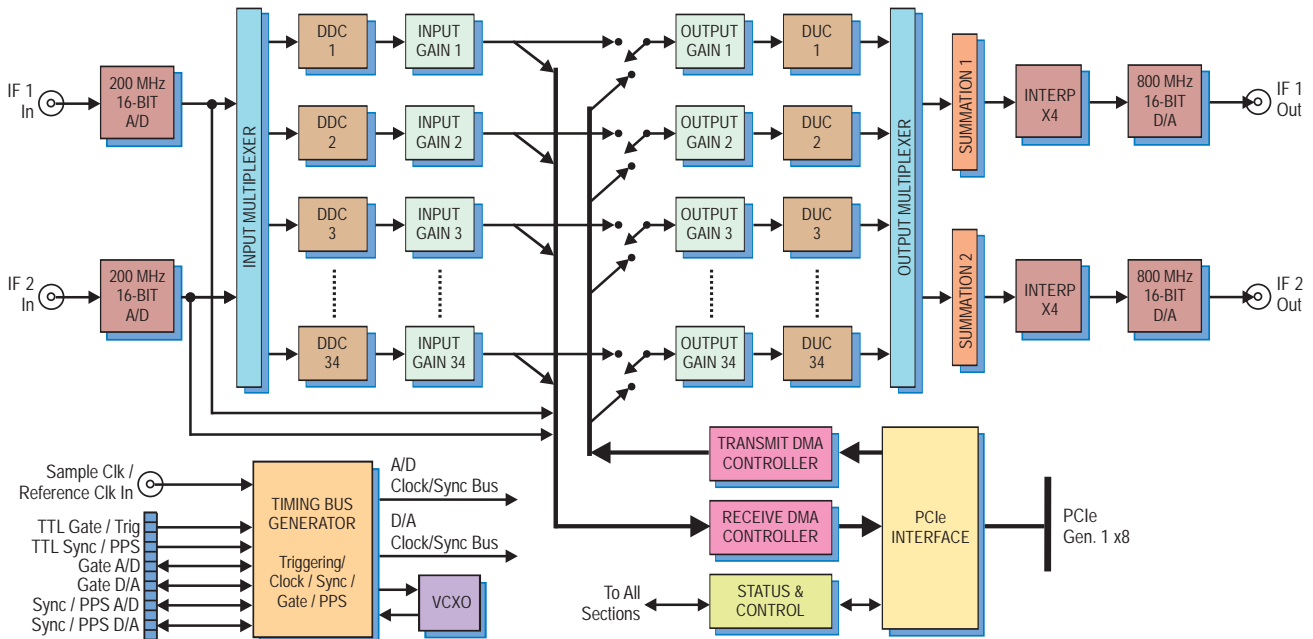 IF 1
In
200 MHz
16-BIT
A/D
IF 2
In
200 MHz
16-BIT
A/D
INPUT MULTIPLEXER
DDC
1
INPUT
GAIN 1
DDC
2
INPUT
GAIN 2
DDC
3
INPUT
GAIN 3
DDC
34
INPUT
GAIN 34
OUTPUT
GAIN 1
DUC
1
OUTPUT
GAIN 2
DUC
2
OUTPUT
GAIN 3
DUC
3
OUTPUT
GAIN 34
DUC
34
OUTPUT MULTIPLEXER
SUMMATION 1
INTERP
X4
800 MHz
16-BIT
D/A
IF 1
Out
SUMMATION 2
INTERP
X4
800 MHz
16-BIT
D/A
IF 2
Out
Sample Clk /
Reference Clk In
TTL Gate / Trig
TTL Sync / PPS
Gate A/D
Gate D/A
Sync / PPS A/D
Sync / PPS D/A
TIMING BUS
GENERATOR
Triggering/
Clock / Sync /
Gate / PPS
A/D
Clock/Sync Bus
D/A
Clock/Sync Bus
VCXO
TRANSMIT DMA
CONTROLLER
RECEIVE DMA
CONTROLLER
To All
Sections
STATUS &
CONTROL
PCIe
INTERFACE
PCIe
Gen. 1 x8